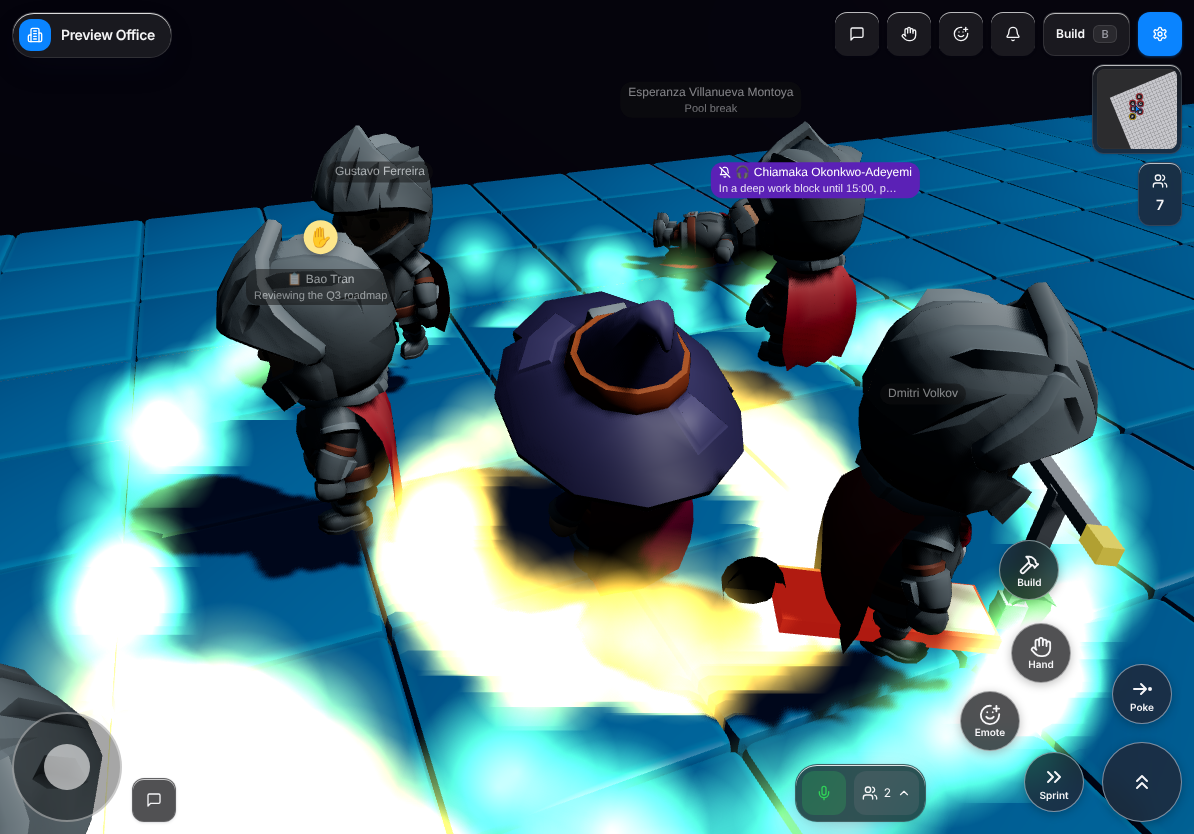 Preview Office
Build B
Esperanza Villanueva Montoya
Pool break
Gustavo Ferreira
Chiamaka Okonkwo-Adeyemi
In a deep work block until 15:00, p…
7
Bao Tran
Reviewing the Q3 roadmap
Dmitri Volkov
Build
Hand
Poke
Emote
Sprint
2